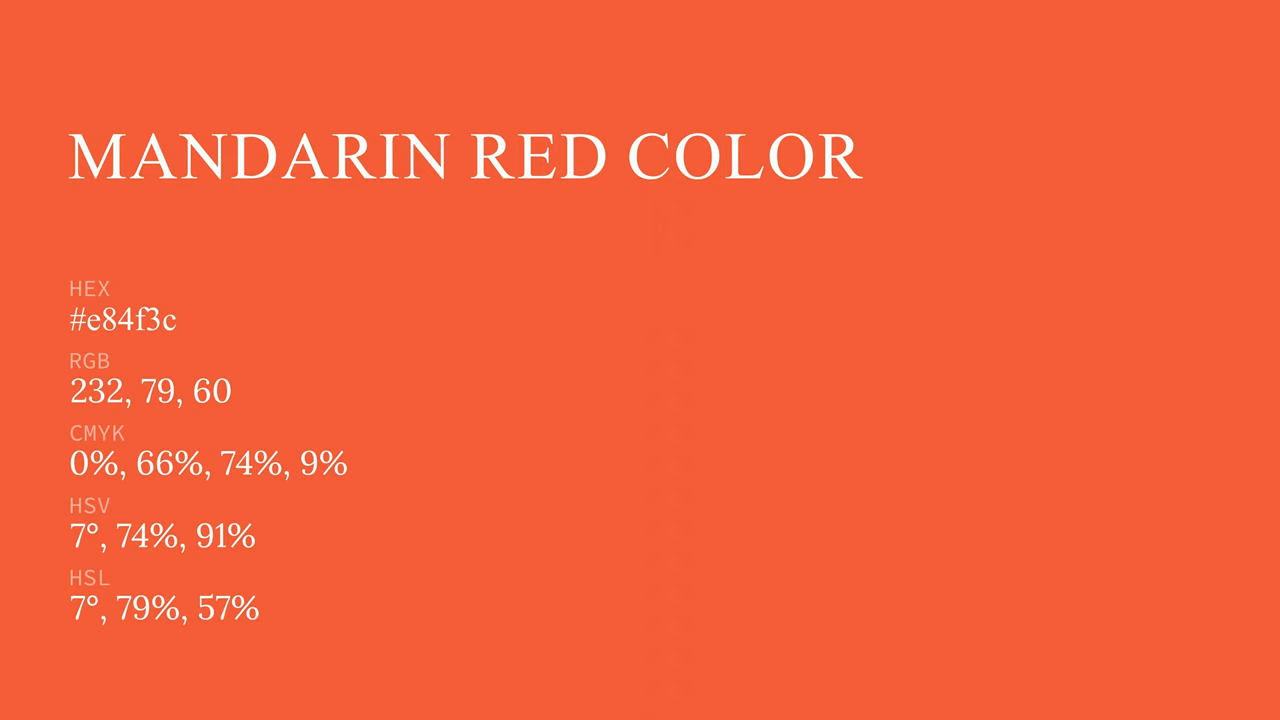 MANDARIN RED COLOR
HEX
#e84f3c
RGB
232, 79, 60
CMYK
0%, 66%, 74%, 9%
HSV
7°, 74%, 91%
HSL
7°, 79%, 57%